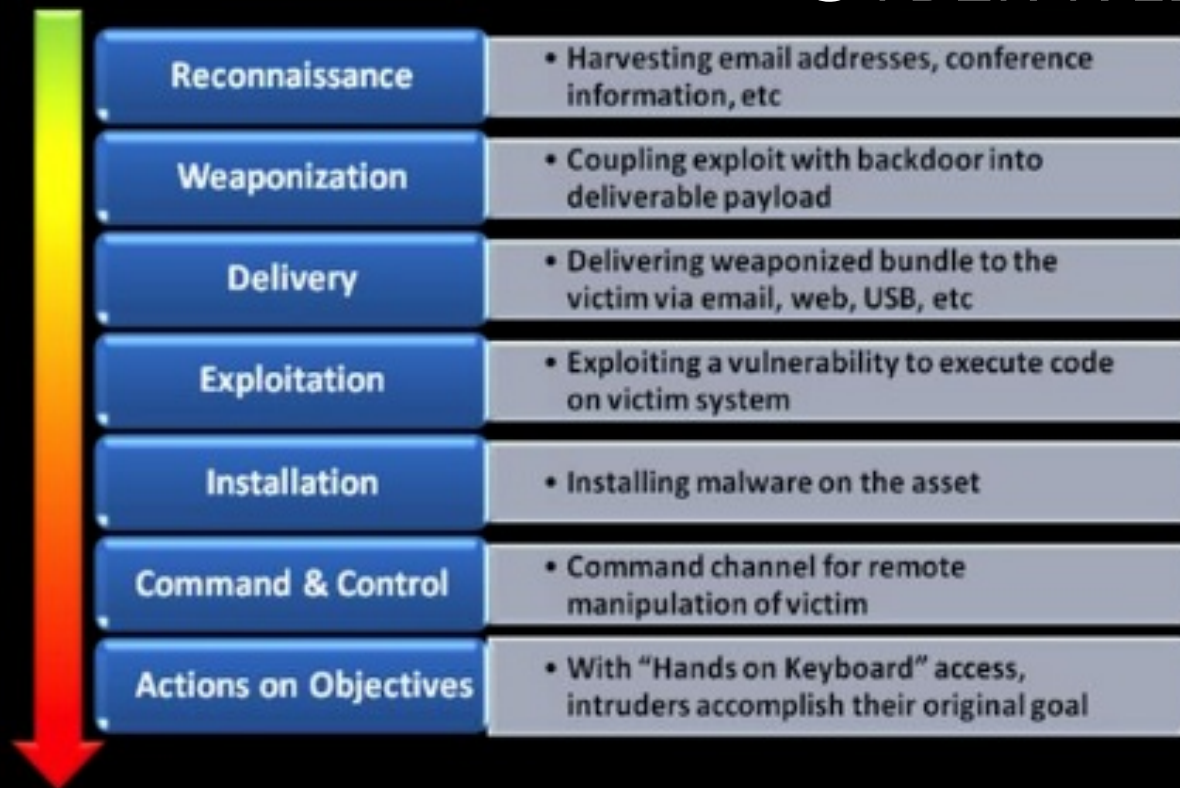 Reconnaissance
• Harvesting email addresses, conference
information, etc
Weaponization
• Coupling exploit with backdoor into
deliverable payload
Delivery
• Delivering weaponized bundle to the
victim via email, web, USB, etc
Exploitation
• Exploiting a vulnerability to execute code
on victim system
Installation
• Installing malware on the asset
Command & Control
• Command channel for remote
manipulation of victim
Actions on Objectives
• With “Hands on Keyboard” access,
intruders accomplish their original goal